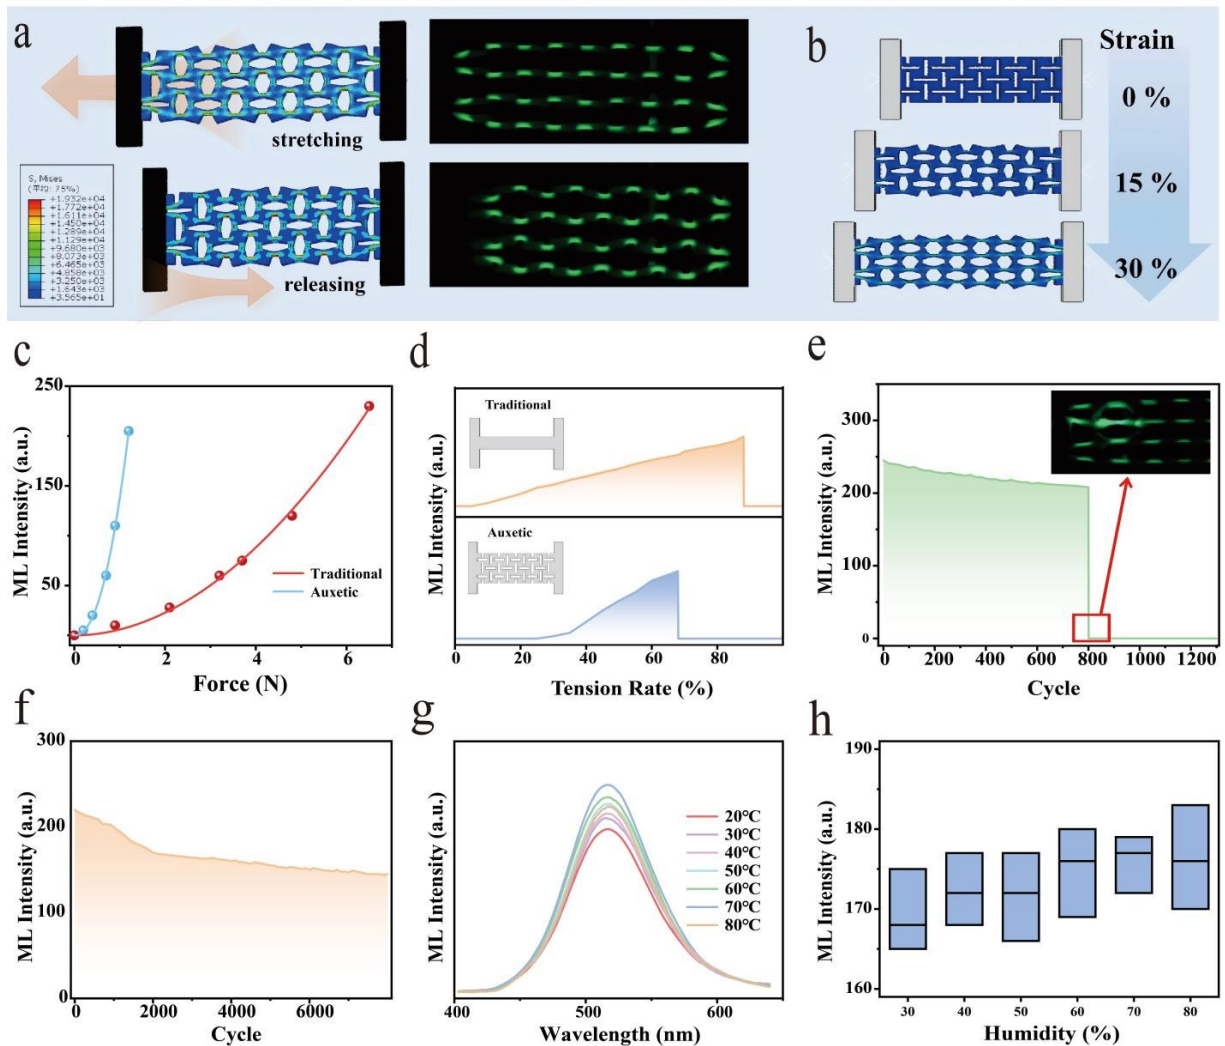 a
stretching
releasing
S, Mises
(平均: 75%)
+1.932e+04
+1.772e+04
+1.611e+04
+1.450e+04
+1.289e+04
+1.129e+04
+9.680e+03
+8.073e+03
+6.465e+03
+4.858e+03
+3.250e+03
+1.643e+03
+3.565e+01
b
Strain
0 %
15 %
30 %
c
ML Intensity (a.u.)
250
150
50
0 2 4 6
Force (N)
Traditional
Auxetic
d
ML Intensity (a.u.)
Traditional
Auxetic
0 20 40 60 80
Tension Rate (%)
e
ML Intensity (a.u.)
300
200
100
0
0 200 400 600 800 1000 1200
Cycle
f
ML Intensity (a.u.)
300
200
100
0
0 2000 4000 6000
Cycle
g
ML Intensity (a.u.)
20°C
30°C
40°C
50°C
60°C
70°C
80°C
400 500 600
Wavelength (nm)
h
ML Intensity (a.u.)
190
180
170
160
30 40 50 60 70 80
Humidity (%)